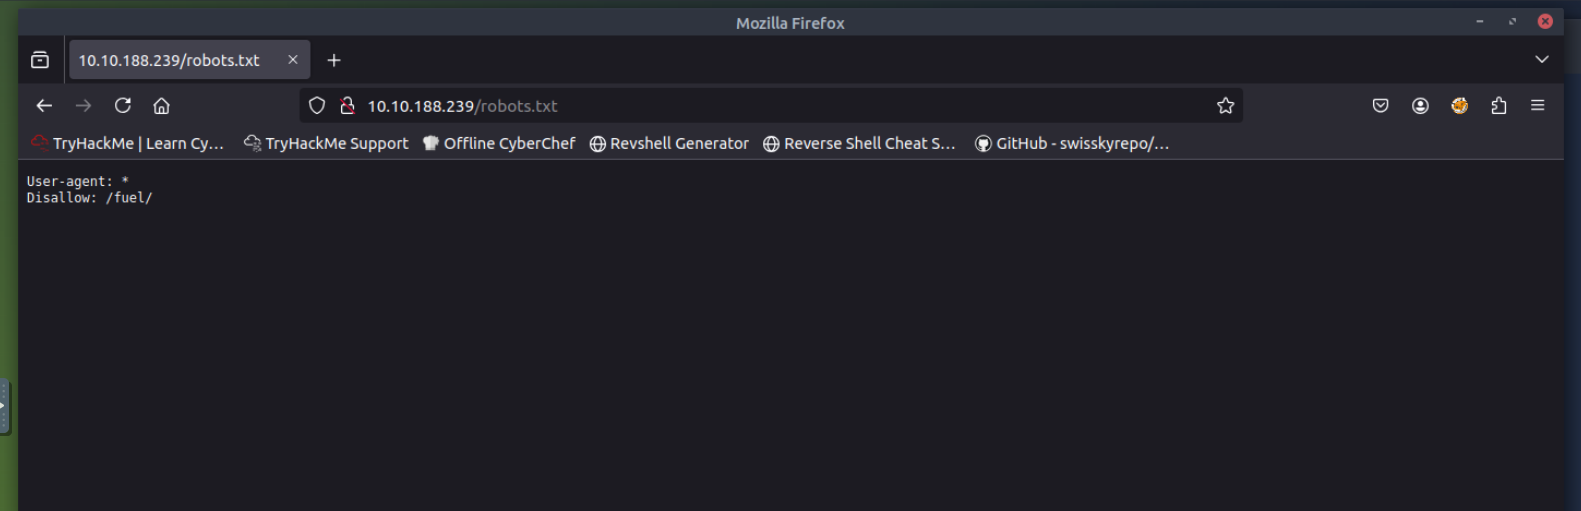 Mozilla Firefox
10.10.188.239/robots.txt
10.10.188.239/robots.txt
TryHackMe | Learn Cy… TryHackMe Support Offline CyberChef Revshell Generator Reverse Shell Cheat S… GitHub - swisskyrepo/…
User-agent: *
Disallow: /fuel/